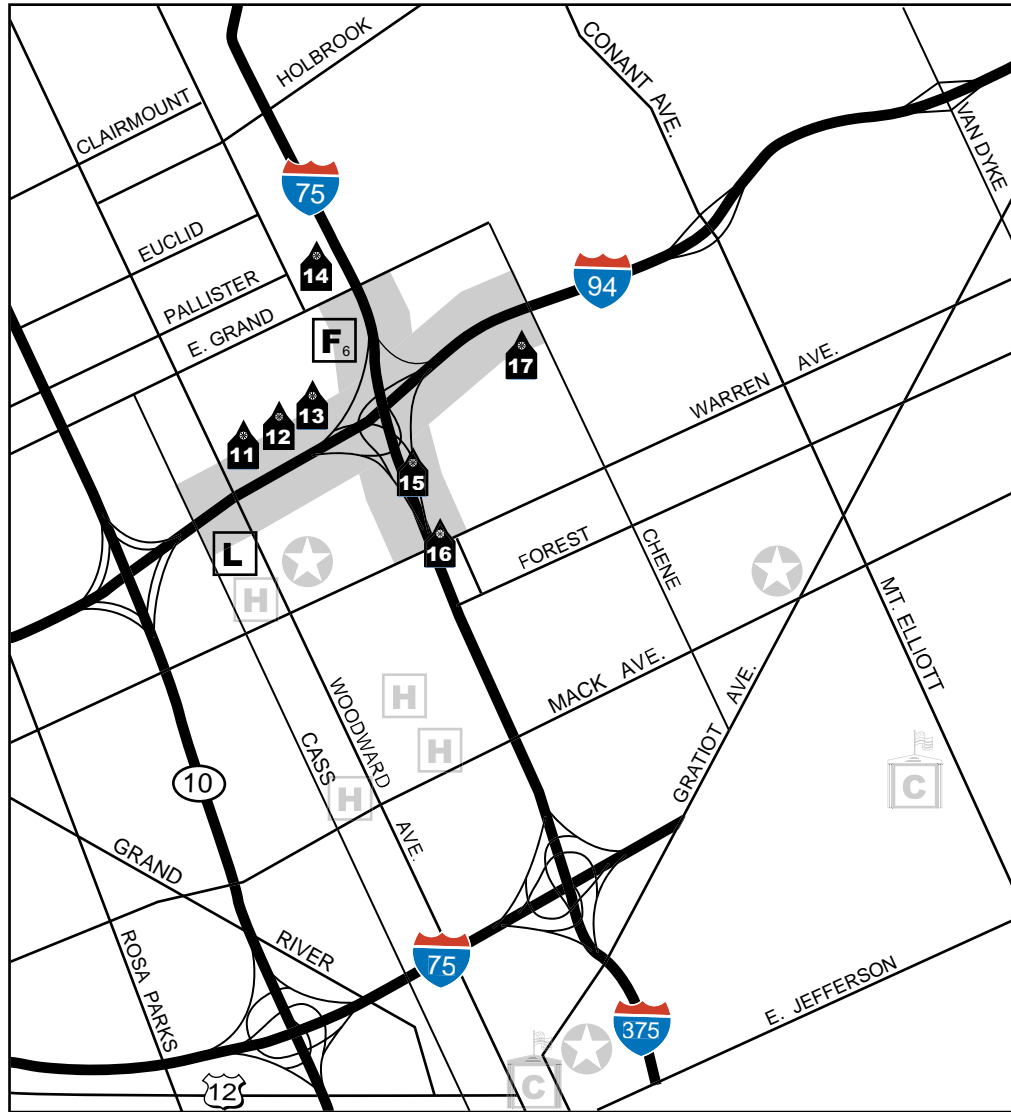 HOLBROOK
CONANT AVE.
CLAIRMOUNT
VAN DYKE
75
EUCLID
14
94
PALLISTER
E. GRAND
F6
17
WARREN AVE.
13
12
11
15
16
L
FOREST
CHENE
H
MT. ELLIOTT
MACK AVE.
WOODWARD AVE.
H
CASS
H
GRATIOT AVE.
10
H
C
GRAND RIVER
ROSA PARKS
75
E. JEFFERSON
375
C
12